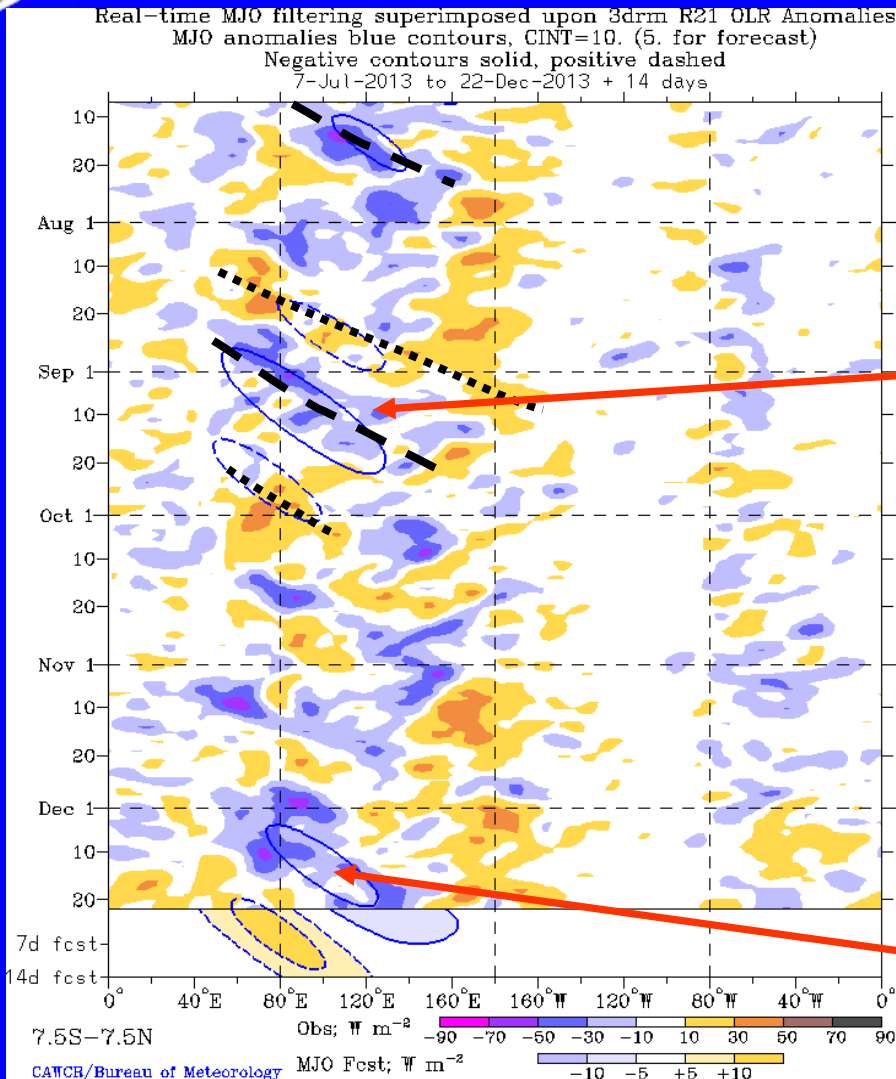 Real-time MJO filtering superimposed upon 3drm R21 OLR Anomalies
MJO anomalies blue contours, CINT=10. (5. for forecast)
Negative contours solid, positive dashed
7-Jul-2013 to 22-Dec-2013 + 14 days
10
20
Aug 1
10
20
Sep 1
10
20
Oct 1
10
20
Nov 1
10
20
Dec 1
10
20
7d fcst
14d fcst
0° 40°E 80°E 120°E 160°E 160°W 120°W 80°W 40°W 0°
7.5S-7.5N
Obs; W m⁻²
-90 -70 -50 -30 -10 10 30 50 70 90
CAWCR/Bureau of Meteorology
MJO Fcst; W m⁻²
-10 -5 +5 +10